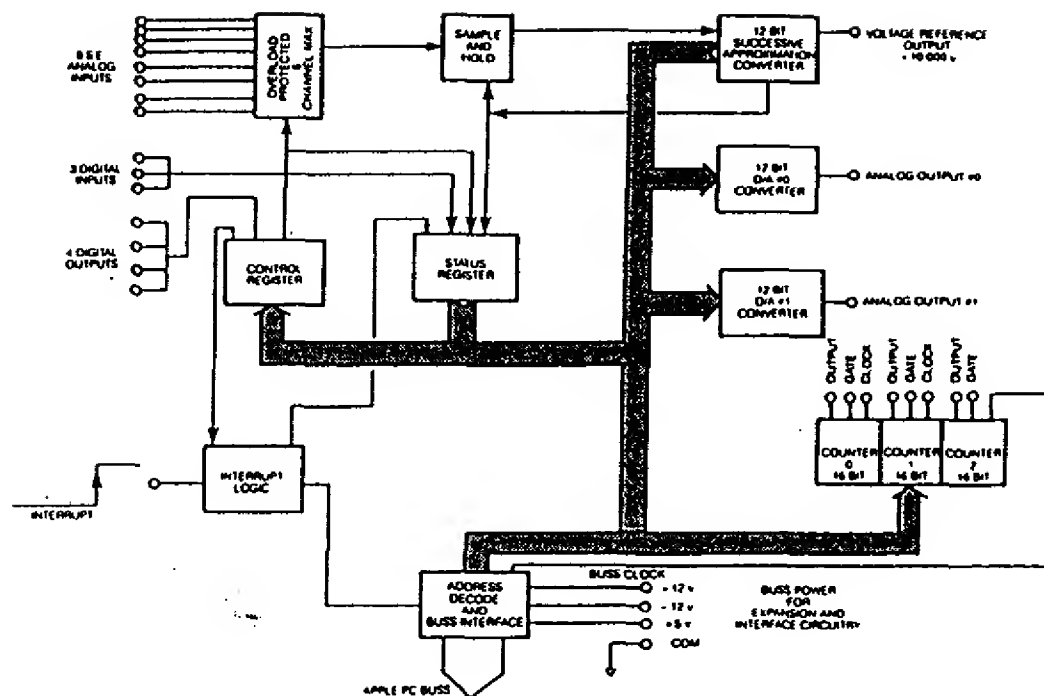 8 S.E.
ANALOG
INPUTS
OVERLOAD
PROTECTED
8
CHANNEL MAX
SAMPLE
AND
HOLD
12 BIT
SUCCESSIVE
APPROXIMATION
CONVERTER
VOLTAGE REFERENCE
OUTPUT
3 DIGITAL
INPUTS
12 BIT
D/A #0
CONVERTER
ANALOG OUTPUT #0
4 DIGITAL
OUTPUTS
CONTROL
REGISTER
STATUS
REGISTER
12 BIT
D/A #1
CONVERTER
ANALOG OUTPUT #1
OUTPUT
GATE
CLOCK
OUTPUT
GATE
CLOCK
OUTPUT
GATE
COUNTER
0
16 BIT
COUNTER
1
16 BIT
COUNTER
2
16 BIT
INTERRUPT
LOGIC
INTERRUPT
ADDRESS
DECODE
AND
BUSS INTERFACE
BUSS CLOCK
+12 v
-12 v
+5 v
COM
BUSS POWER
FOR
EXPANSION AND
INTERFACE CIRCUITRY
APPLE PC BUSS